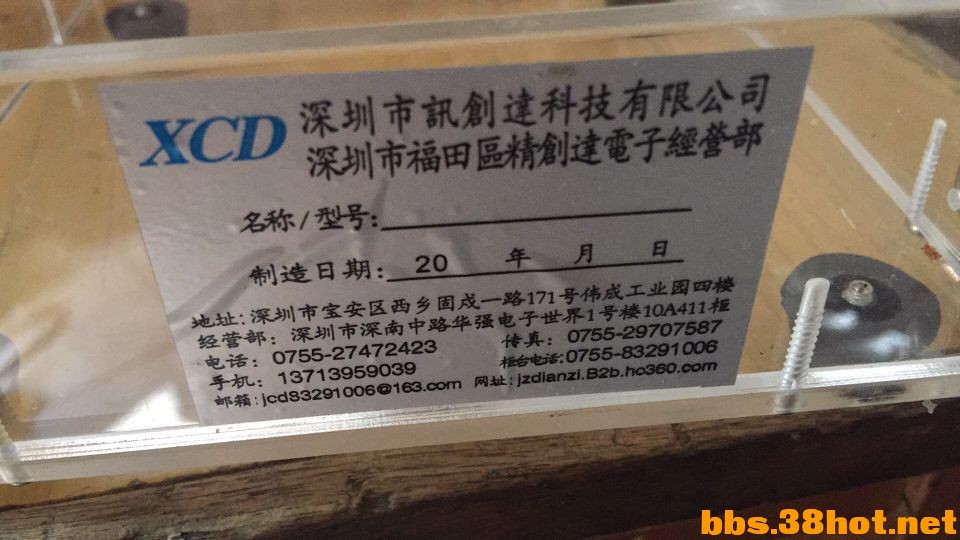 XCD
深圳市訊創達科技有限公司
深圳市福田區精創達電子經營部
名称/型号:
制造日期: 20 年 月 日
地址: 深圳市宝安区西乡固戍一路171号伟成工业园四楼
经营部: 深圳市深南中路华强电子世界1号楼10A411柜
电话: 0755-27472423 传真: 0755-29707587
手机: 13713959039 柜台电话:0755-83291006
邮箱:jcd83291006@163.com 网址:jzdianzi.B2b.hc360.com
bbs.38hot.net